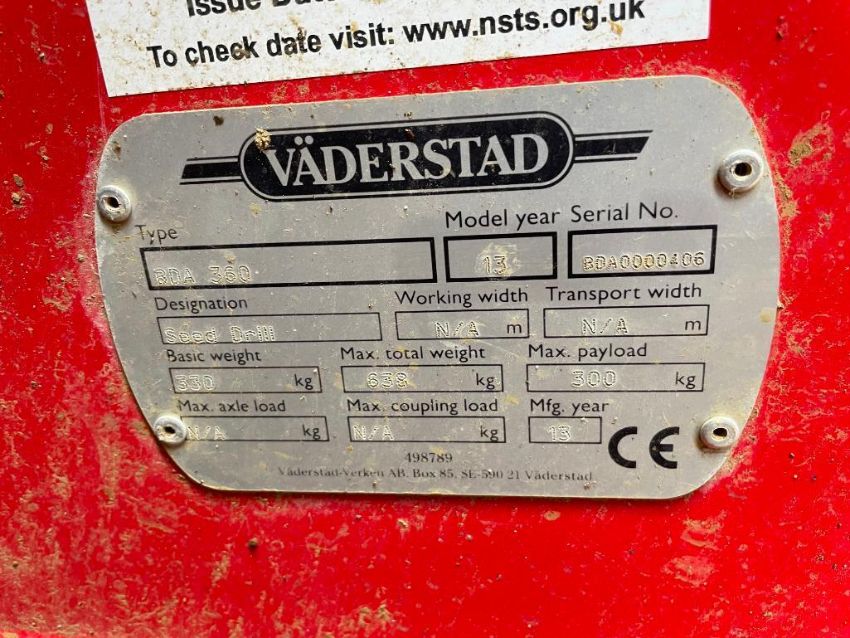 Issue
To check date visit: www.nsts.org.uk
VÄDERSTAD
Type Model year Serial No.
BDA 360 13 BDA0000406
Designation Working width Transport width
Seed Drill N/A m N/A m
Basic weight Max. total weight Max. payload
330 kg 638 kg 300 kg
Max. axle load Max. coupling load Mfg. year
N/A kg N/A kg 13 CE
498789
Väderstad-Verken AB, Box 85, SE-590 21 Väderstad